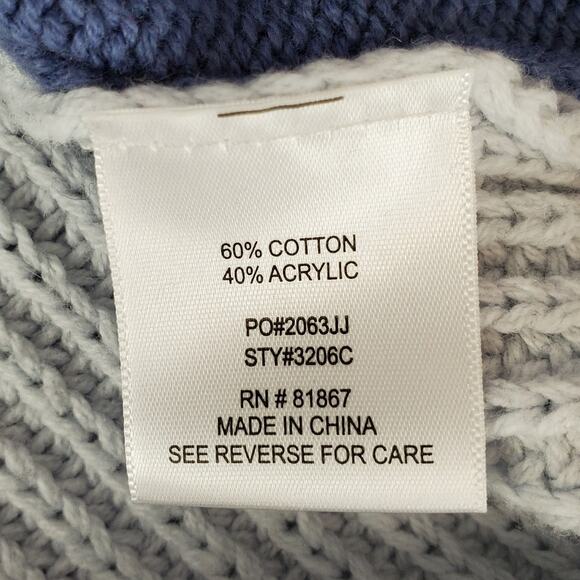 60% COTTON
40% ACRYLIC
PO#2063JJ
STY#3206C
RN # 81867
MADE IN CHINA
SEE REVERSE FOR CARE